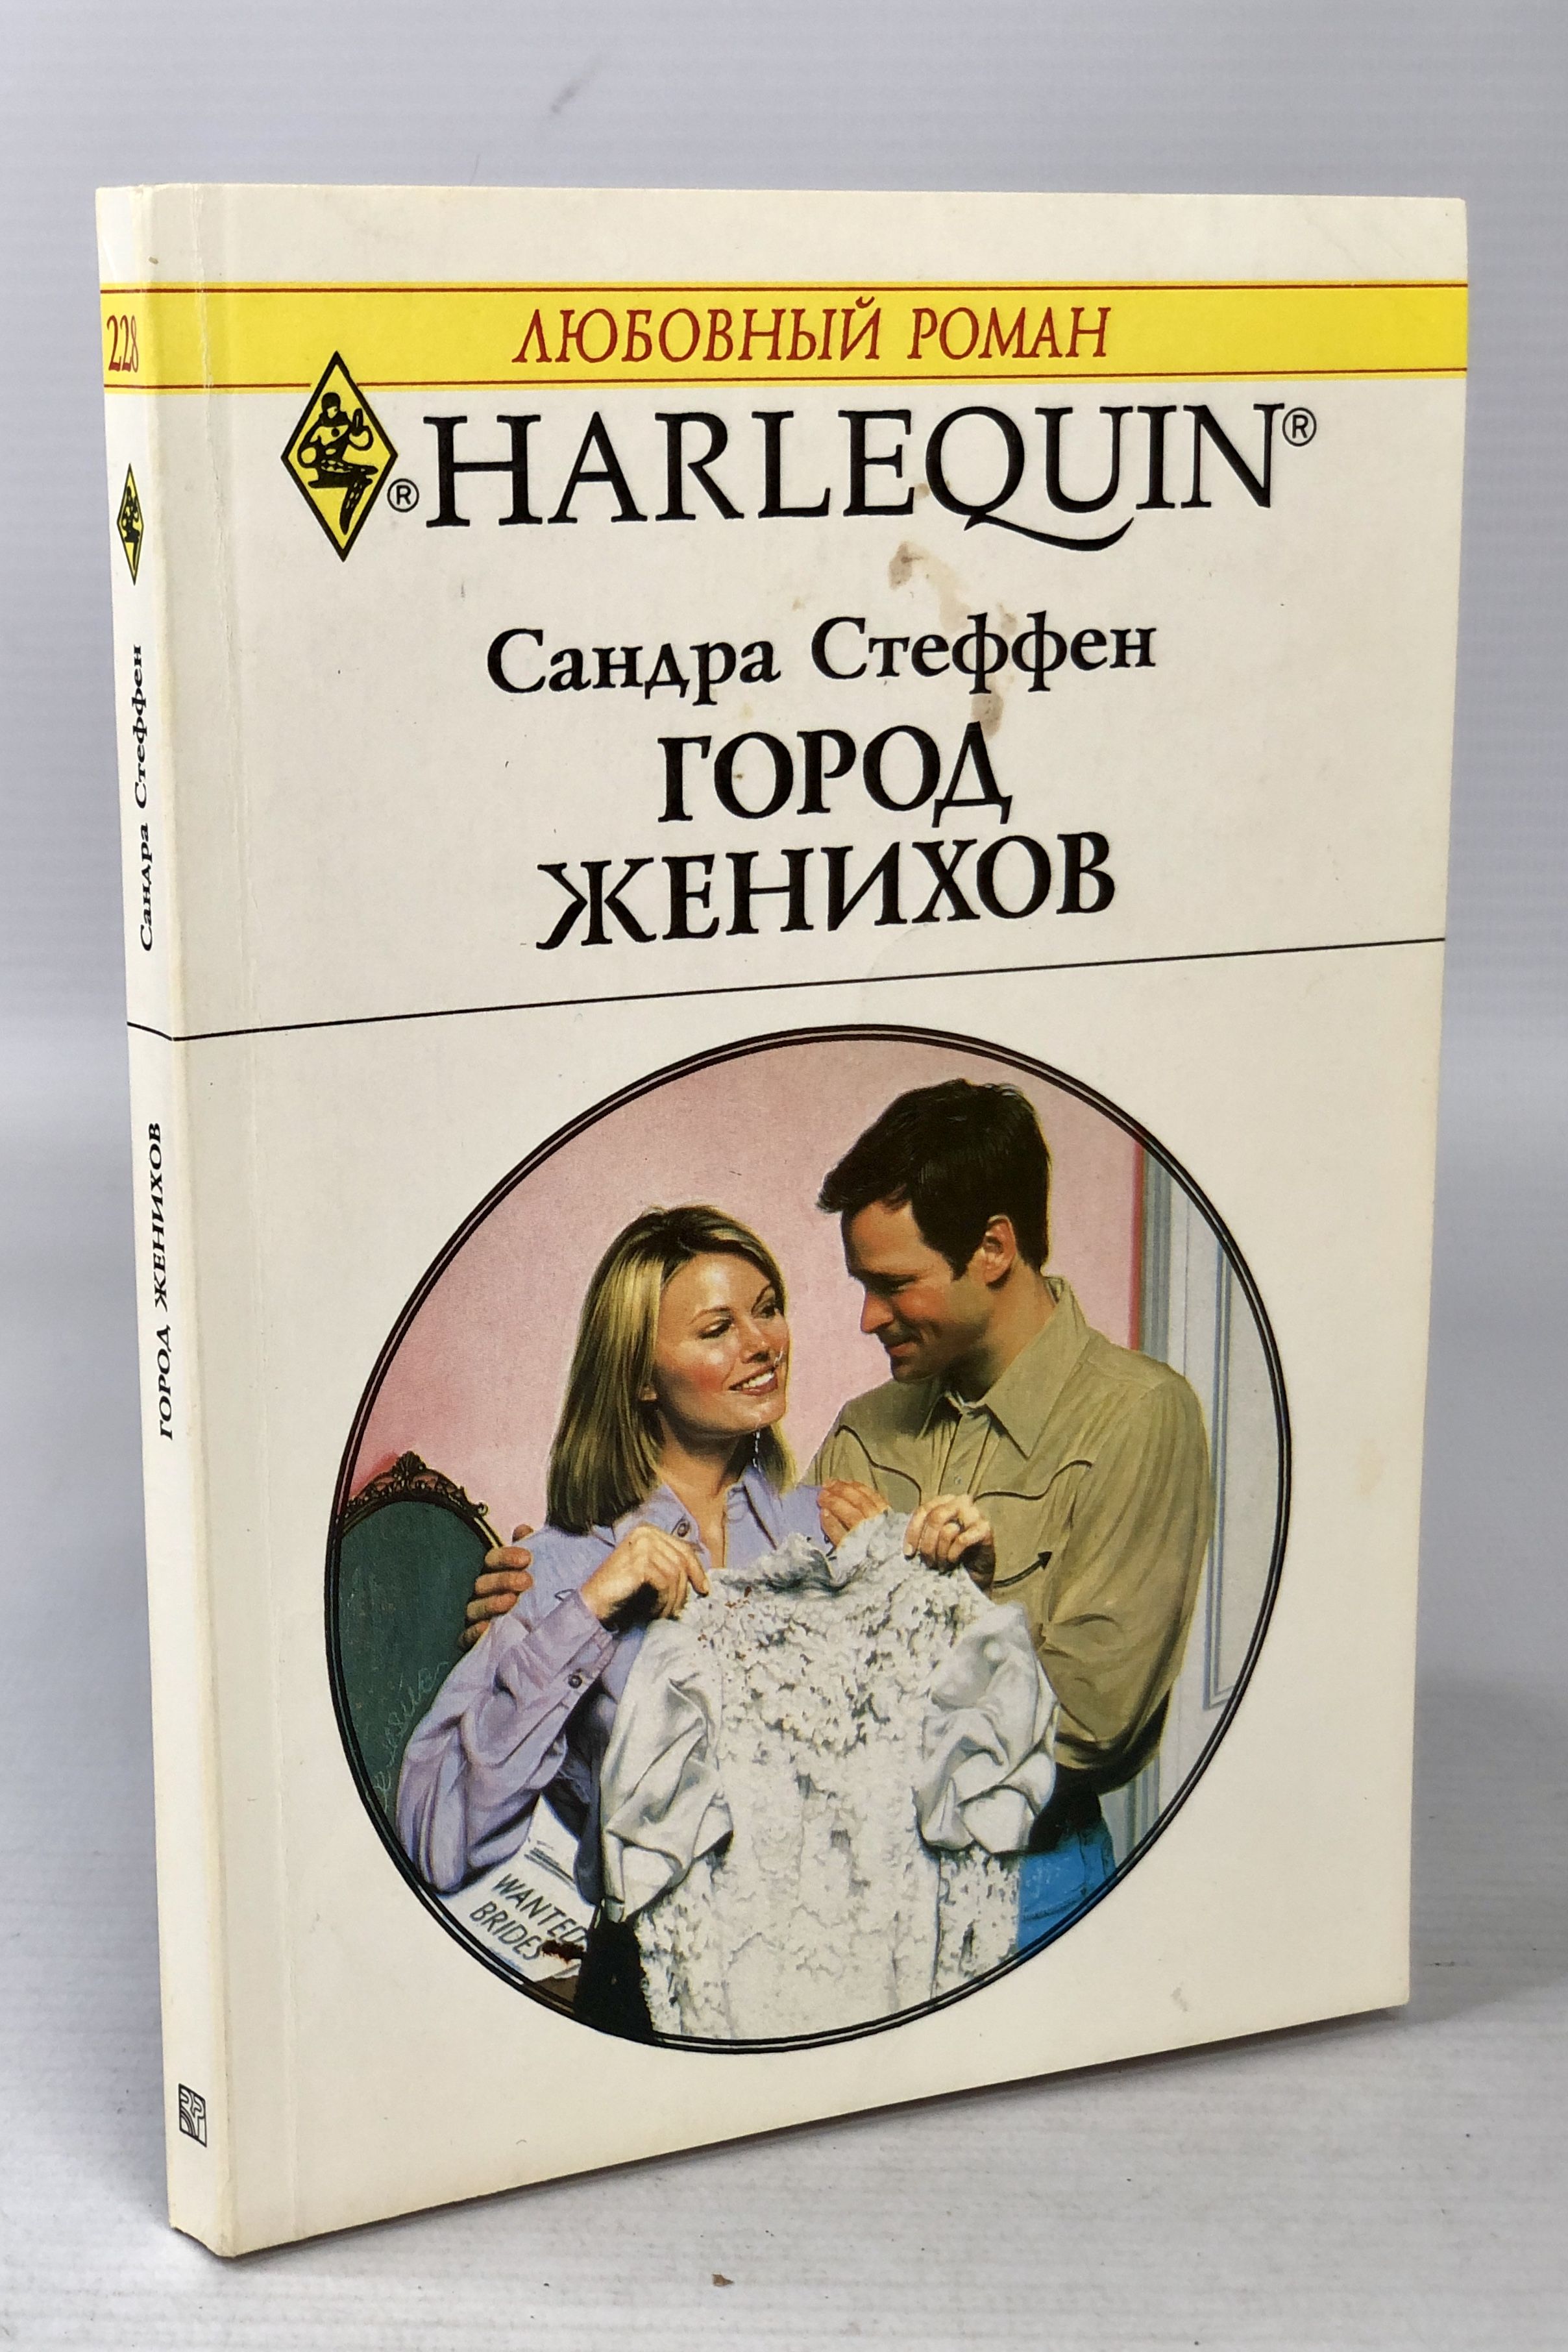 ЛЮБОВНЫЙ РОМАН
® HARLEQUIN®
Сандра Стеффен
ГОРОД
ЖЕНИХОВ
WANTED
BRIDES
228
Сандра Стеффен
ГОРОД ЖЕНИХОВ